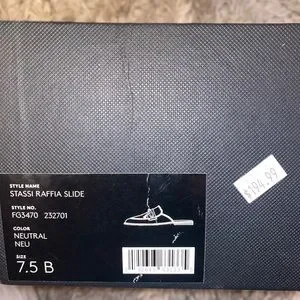 STYLE NAME
STASSI RAFFIA SLIDE
STYLE NO.
FG3470 232701
COLOR
NEUTRAL
NEU
SIZE
7.5 B
$194.99